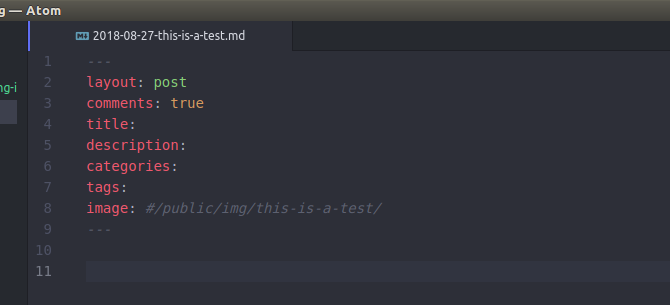 g — Atom
2018-08-27-this-is-a-test.md
ng-i
1 ---
2 layout: post
3 comments: true
4 title:
5 description:
6 categories:
7 tags:
8 image: #/public/img/this-is-a-test/
9 ---
10
11